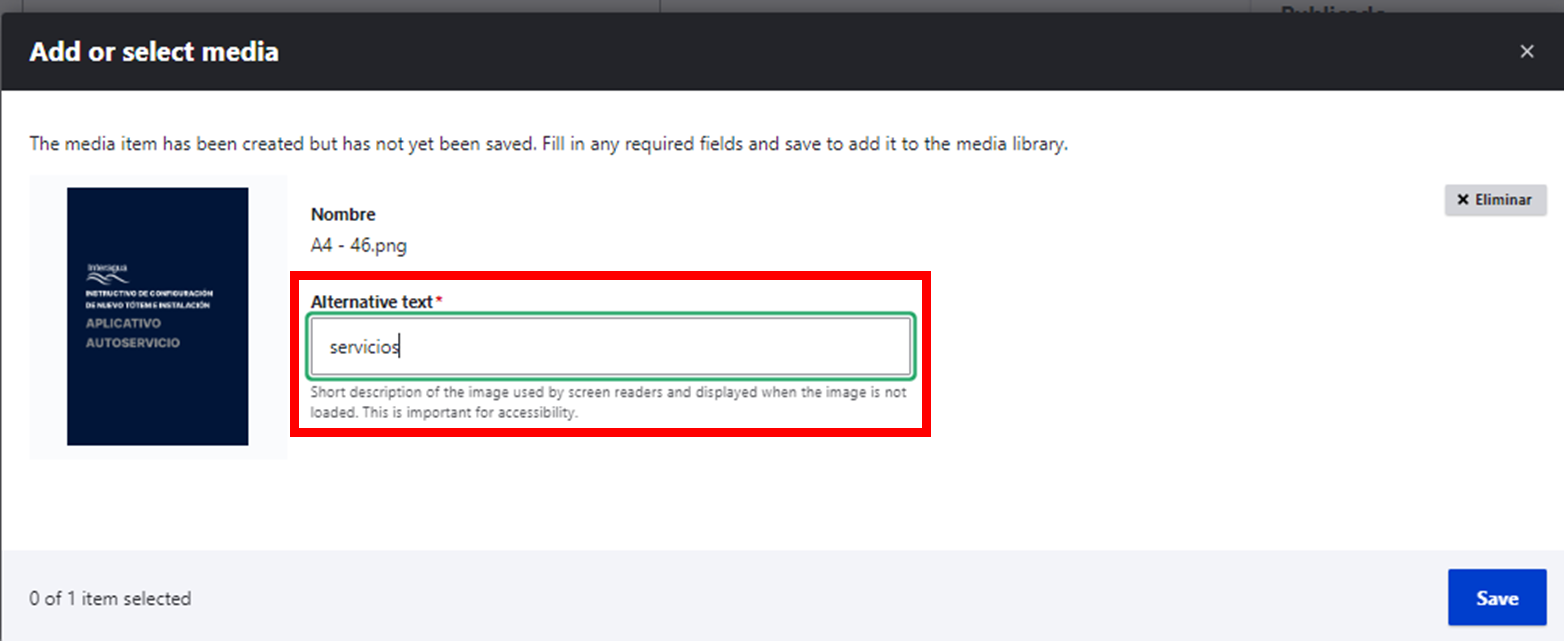 Add or select media
The media item has been created but has not yet been saved. Fill in any required fields and save to add it to the media library.
× Eliminar
Nombre
A4 - 46.png
Interagua
INSTRUCTIVO DE CONFIGURACIÓN
DE NUEVO TÓTEM E INSTALACIÓN
APLICATIVO
AUTOSERVICIO
Alternative text*
servicios
Short description of the image used by screen readers and displayed when the image is not
loaded. This is important for accessibility.
0 of 1 item selected
Save